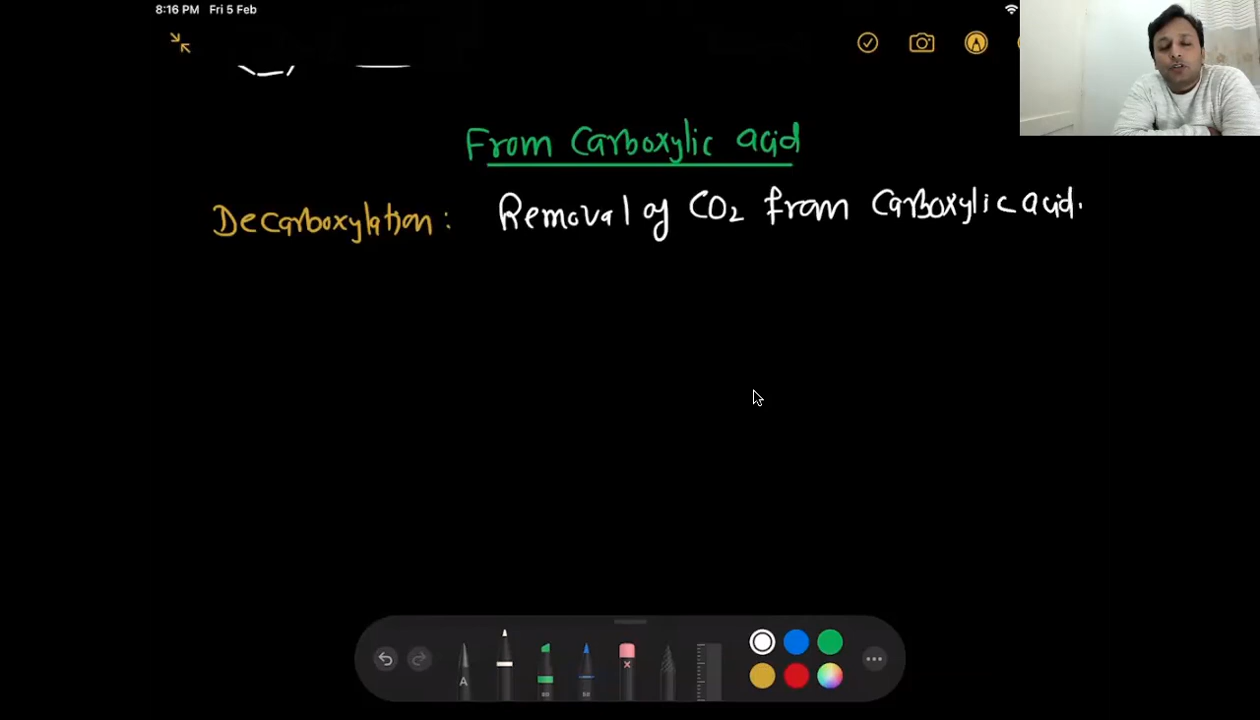 8:16 PM Fri 5 Feb
From Carboxylic acid
Decarboxylation: Removal of CO2 from Carboxylic acid.
A